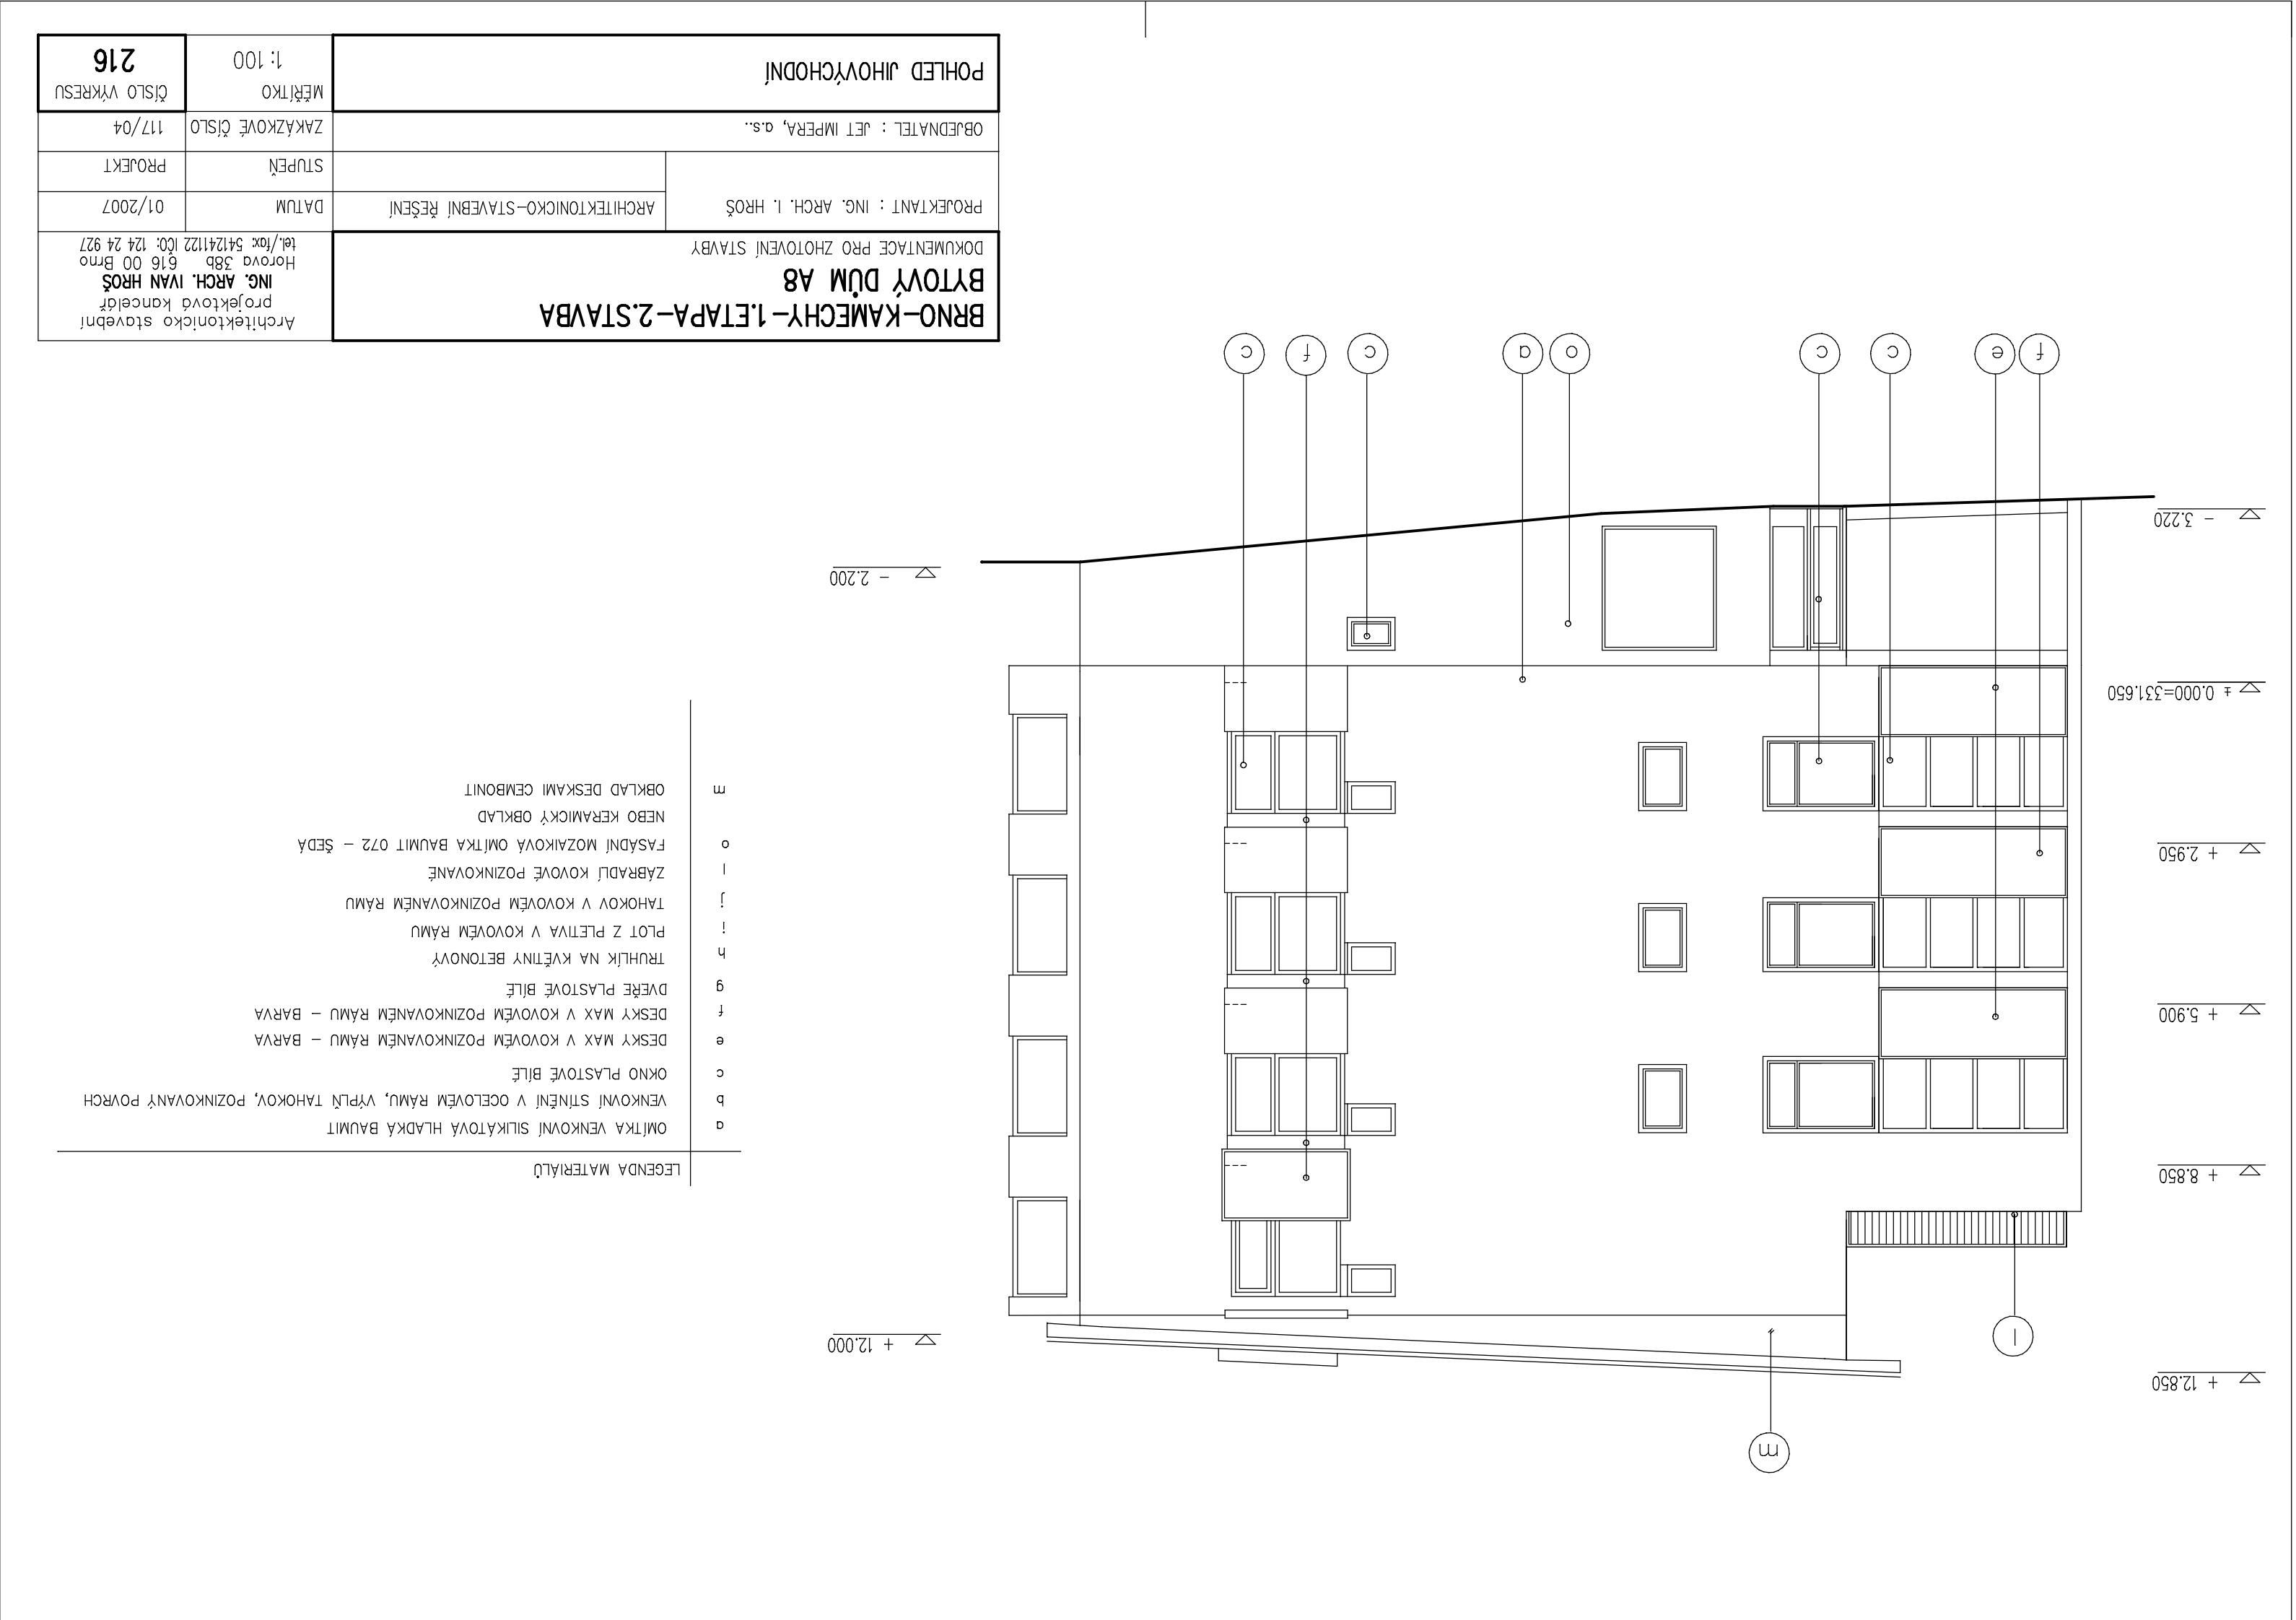 m
+ 12.850
l
+ 12.000
+ 8.850
+ 5.900
+ 2.950
± 0.000=331.650
- 2.200
- 3.220
f
e
c
c
o
a
c
f
c
LEGENDA MATERIÁLŮ
a OMÍTKA VENKOVNÍ SILIKÁTOVÁ HLADKÁ BAUMIT
b VENKOVNÍ STÍNĚNÍ V OCELOVÉM RÁMU, VÝPLŇ TAHOKOV, POZINKOVANÝ POVRCH
c OKNO PLASTOVÉ BÍLÉ
e DESKY MAX V KOVOVÉM POZINKOVANÉM RÁMU – BARVA
f DESKY MAX V KOVOVÉM POZINKOVANÉM RÁMU – BARVA
g DVEŘE PLASTOVÉ BÍLÉ
h TRUHLÍK NA KVĚTINY BETONOVÝ
i PLOT Z PLETIVA V KOVOVÉM RÁMU
j TAHOKOV V KOVOVÉM POZINKOVANÉM RÁMU
l ZÁBRADLÍ KOVOVÉ POZINKOVANÉ
o FASÁDNÍ MOZAIKOVÁ OMÍTKA BAUMIT 072 – ŠEDÁ
NEBO KERAMICKÝ OBKLAD
m OBKLAD DESKAMI CEMBONIT
BRNO–KAMECHY–1.ETAPA–2.STAVBA
BYTOVÝ DŮM A8
DOKUMENTACE PRO ZHOTOVENÍ STAVBY
Architektonicko stavební
projektová kancelář
ING. ARCH. IVAN HROŠ
Horova 38b 616 00 Brno
tel./fax: 541241122 IČO: 124 24 927
PROJEKTANT : ING. ARCH. I. HROŠ
ARCHITEKTONICKO–STAVEBNÍ ŘEŠENÍ
DATUM 01/2007
STUPEŇ PROJEKT
OBJEDNATEL : JET IMPERA, a.s..
ZAKÁZKOVÉ ČÍSLO 117/04
POHLED JIHOVÝCHODNÍ
MĚŘÍTKO
1:100
ČÍSLO VÝKRESU
216